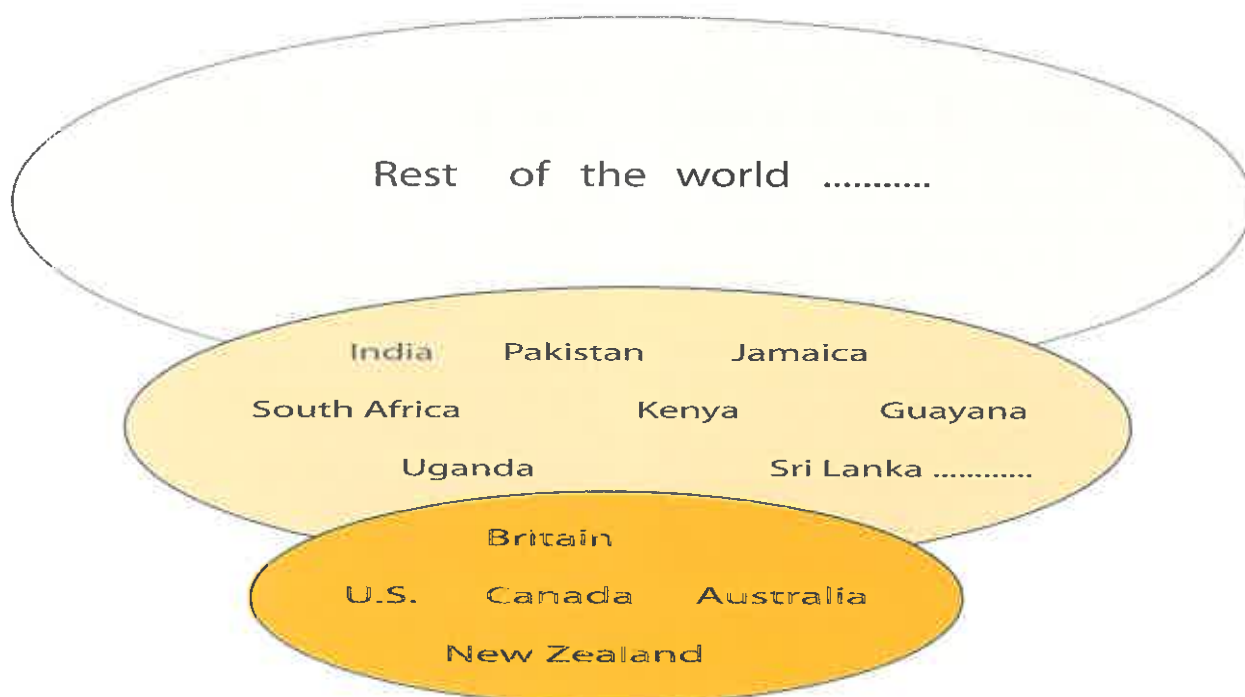 Rest of the world ...........
India Pakistan Jamaica
South Africa Kenya Guayana
Uganda Sri Lanka ............
Britain
U.S. Canada Australia
New Zealand